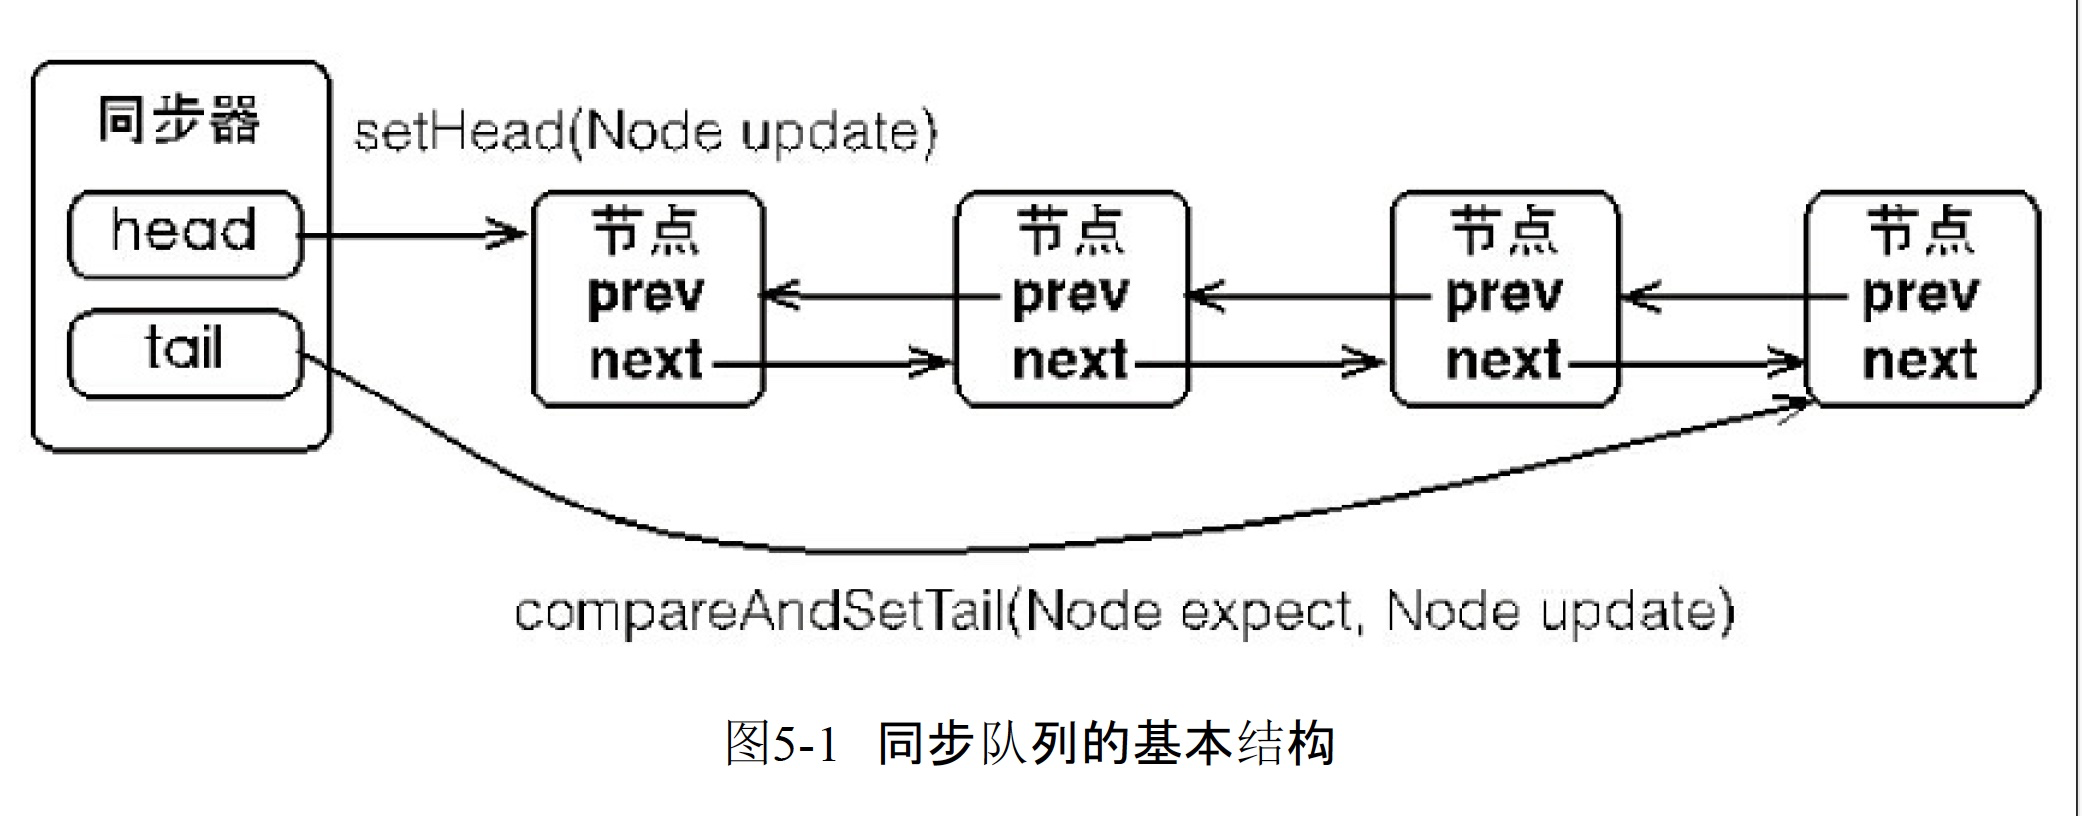 同步器
setHead(Node update)
head
tail
节点
prev
next
节点
prev
next
节点
prev
next
节点
prev
next
compareAndSetTail(Node expect, Node update)
图5-1 同步队列的基本结构